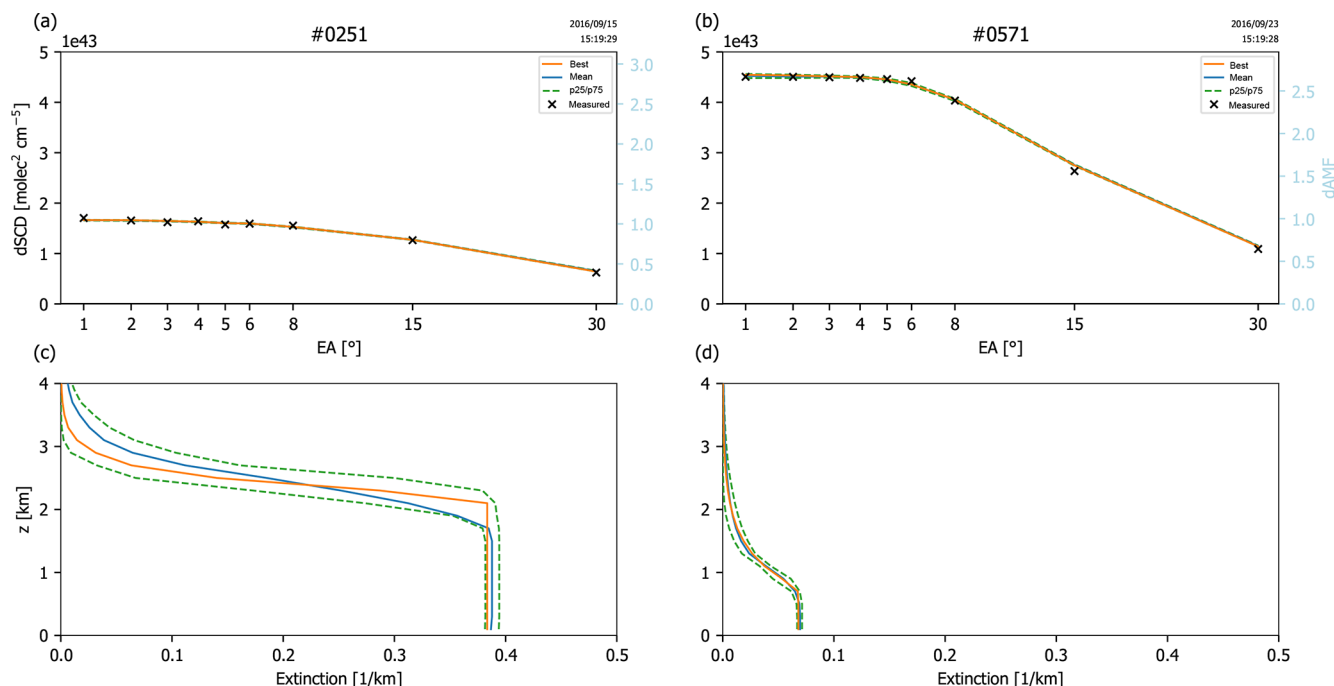 (a)
1e43
#0251
2016/09/15
15:19:29
5
4
3
2
1
0
dSCD [molec² cm⁻⁵]
Best
Mean
p25/p75
Measured
3.0
2.5
2.0
1.5
1.0
0.5
0.0
1 2 3 4 5 6 8 15 30
EA [°]
(b)
1e43
#0571
2016/09/23
15:19:28
5
4
3
2
1
0
Best
Mean
p25/p75
Measured
2.5
2.0
1.5
1.0
0.5
0.0
dAMF
1 2 3 4 5 6 8 15 30
EA [°]
(c)
4
3
2
1
0
z [km]
0.0 0.1 0.2 0.3 0.4 0.5
Extinction [1/km]
(d)
4
3
2
1
0
0.0 0.1 0.2 0.3 0.4 0.5
Extinction [1/km]